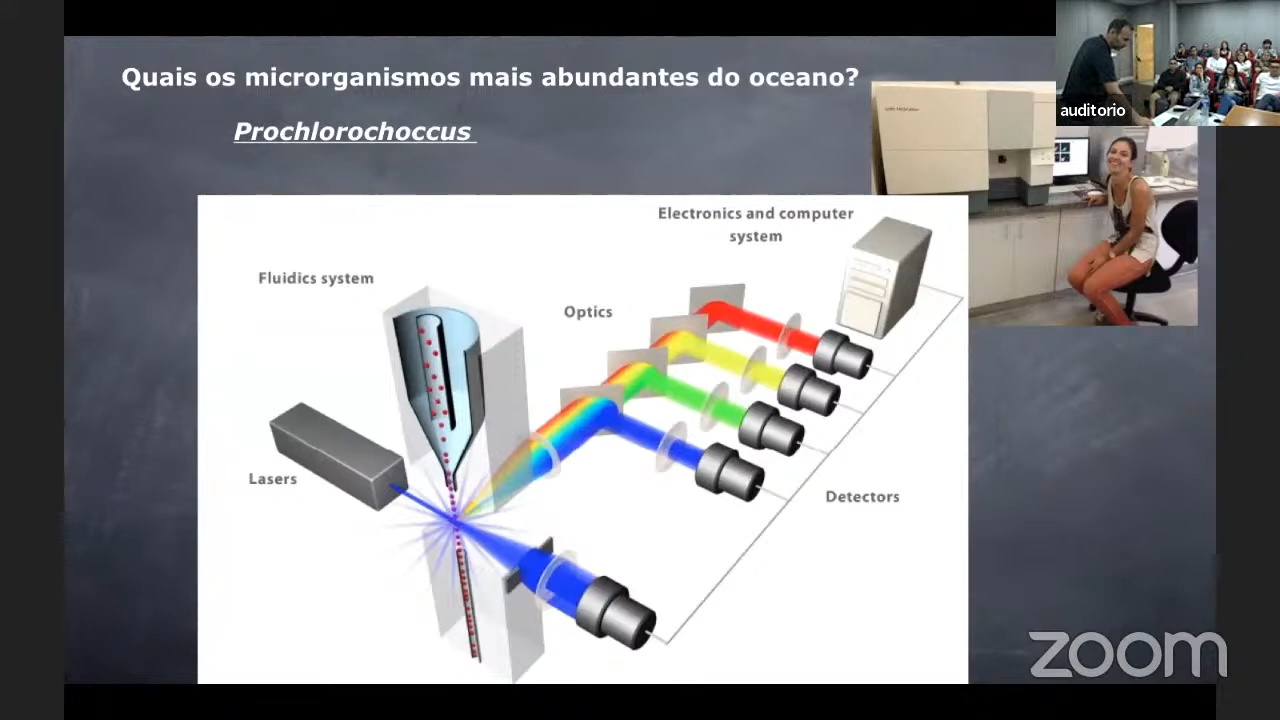 Quais os microrganismos mais abundantes do oceano?
Prochlorochoccus
auditorio
Electronics and computer
system
Fluidics system
Optics
Lasers
Detectors
zoom